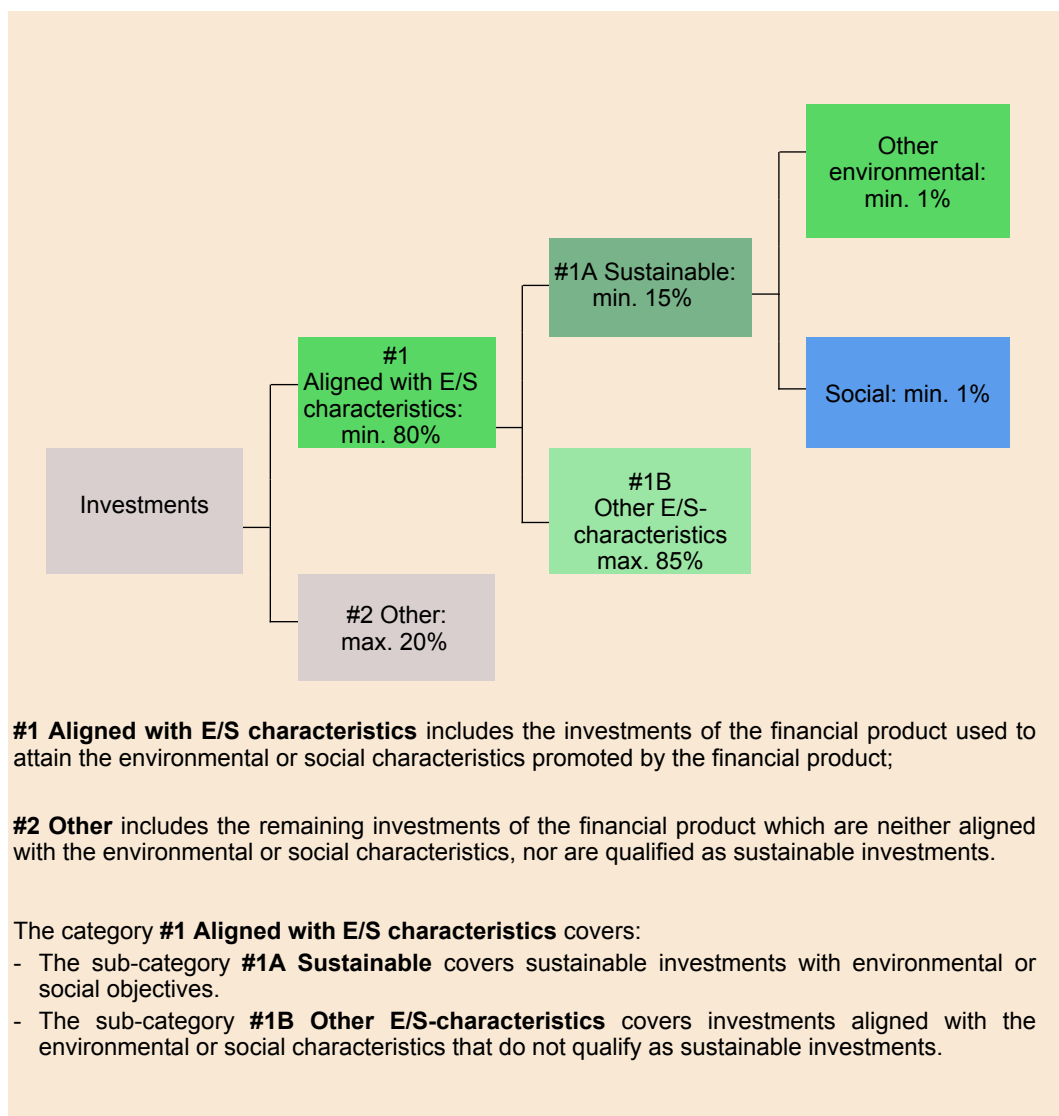 Other
environmental:
min. 1%
#1A Sustainable:
min. 15%
#1
Aligned with E/S
characteristics:
min. 80%
Social: min. 1%
Investments
#1B
Other E/S-
characteristics
max. 85%
#2 Other:
max. 20%
#1 Aligned with E/S characteristics includes the investments of the financial product used to
attain the environmental or social characteristics promoted by the financial product;
#2 Other includes the remaining investments of the financial product which are neither aligned
with the environmental or social characteristics, nor are qualified as sustainable investments.
The category #1 Aligned with E/S characteristics covers:
- The sub-category #1A Sustainable covers sustainable investments with environmental or
social objectives.
- The sub-category #1B Other E/S-characteristics covers investments aligned with the
environmental or social characteristics that do not qualify as sustainable investments.